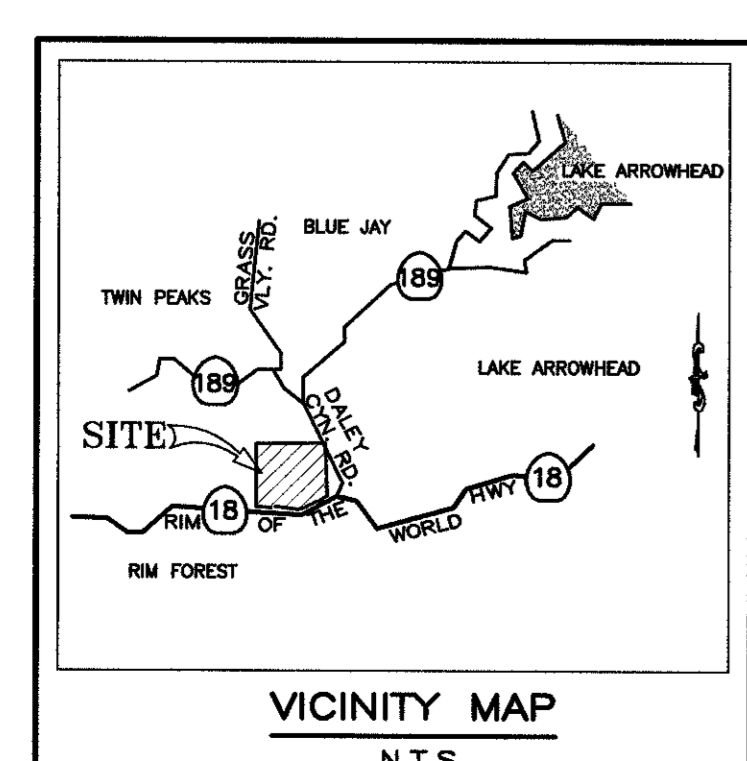 LAKE ARROWHEAD
BLUE JAY
GRASS
VLY. RD.
189
TWIN PEAKS
LAKE ARROWHEAD
189
DALEY
CYN. RD.
SITE
18
RIM 18 OF THE WORLD HWY
RIM FOREST
VICINITY MAP
N.T.S.